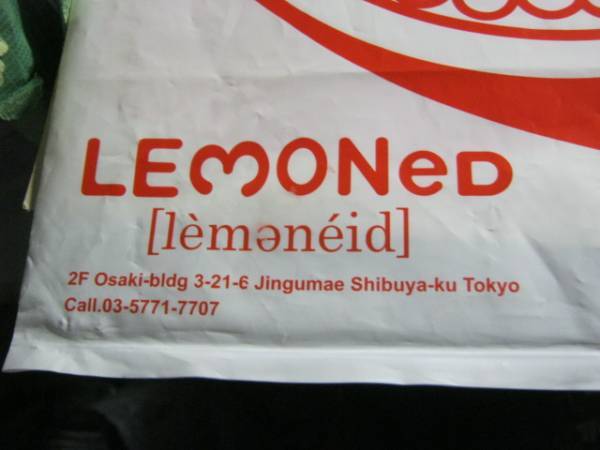 LEMONeD
[lèmənéid]
2F Osaki-bldg 3-21-6 Jingumae Shibuya-ku Tokyo
Call.03-5771-7707